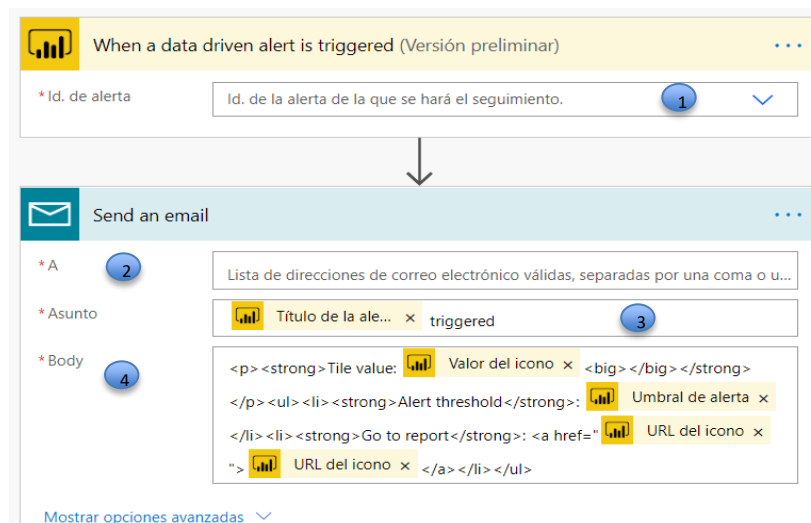 When a data driven alert is triggered (Versión preliminar)
* Id. de alerta
Id. de la alerta de la que se hará el seguimiento.
1
Send an email
* A
2
Lista de direcciones de correo electrónico válidas, separadas por una coma o u...
* Asunto
Título de la ale... × triggered
3
* Body
4
<p><strong>Tile value: Valor del icono × <big></big></strong>
</p><ul><li><strong>Alert threshold</strong>: Umbral de alerta ×
</li><li><strong>Go to report</strong>: <a href=" URL del icono ×
"> URL del icono × </a></li></ul>
Mostrar opciones avanzadas